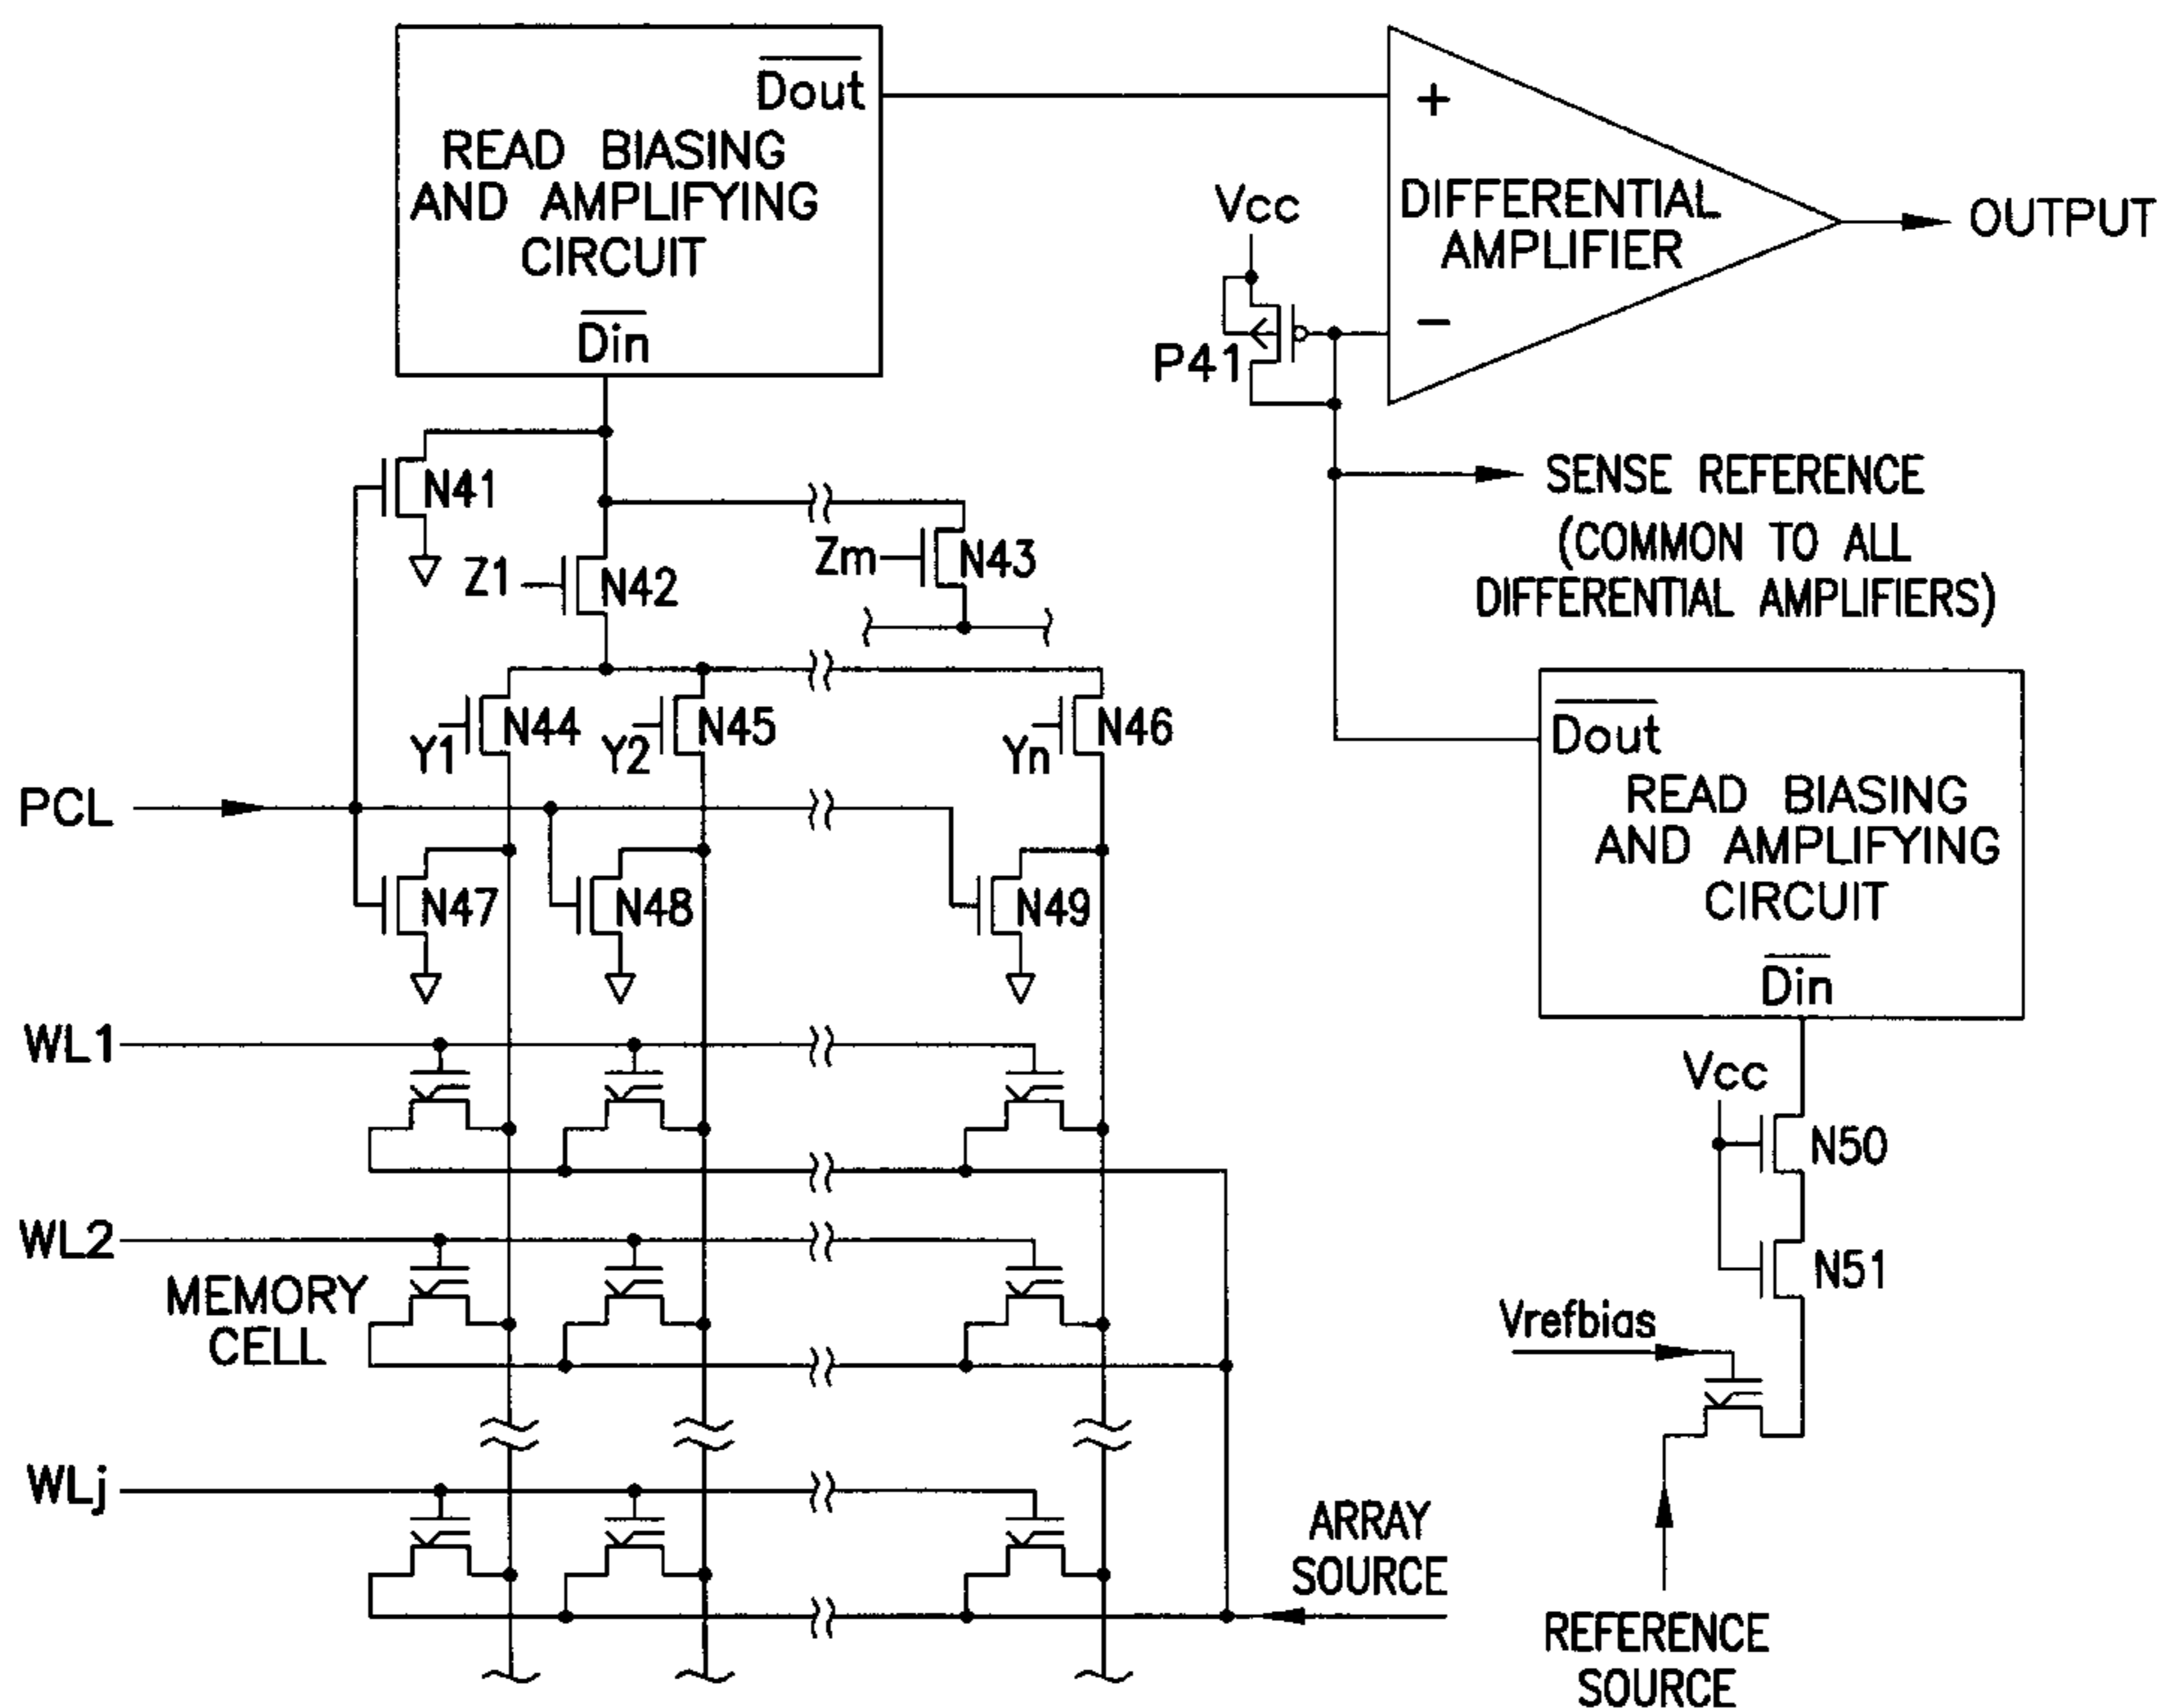 Dout
READ BIASING
AND AMPLIFYING
CIRCUIT
Din
+
DIFFERENTIAL
AMPLIFIER
−
OUTPUT
Vcc
P41
SENSE REFERENCE
(COMMON TO ALL
DIFFERENTIAL AMPLIFIERS)
N41
Z1
N42
Zm
N43
Y1
N44
Y2
N45
Yn
N46
PCL
N47
N48
N49
Dout
READ BIASING
AND AMPLIFYING
CIRCUIT
Din
WL1
WL2
MEMORY
CELL
WLj
Vcc
N50
N51
Vrefbias
ARRAY
SOURCE
REFERENCE
SOURCE